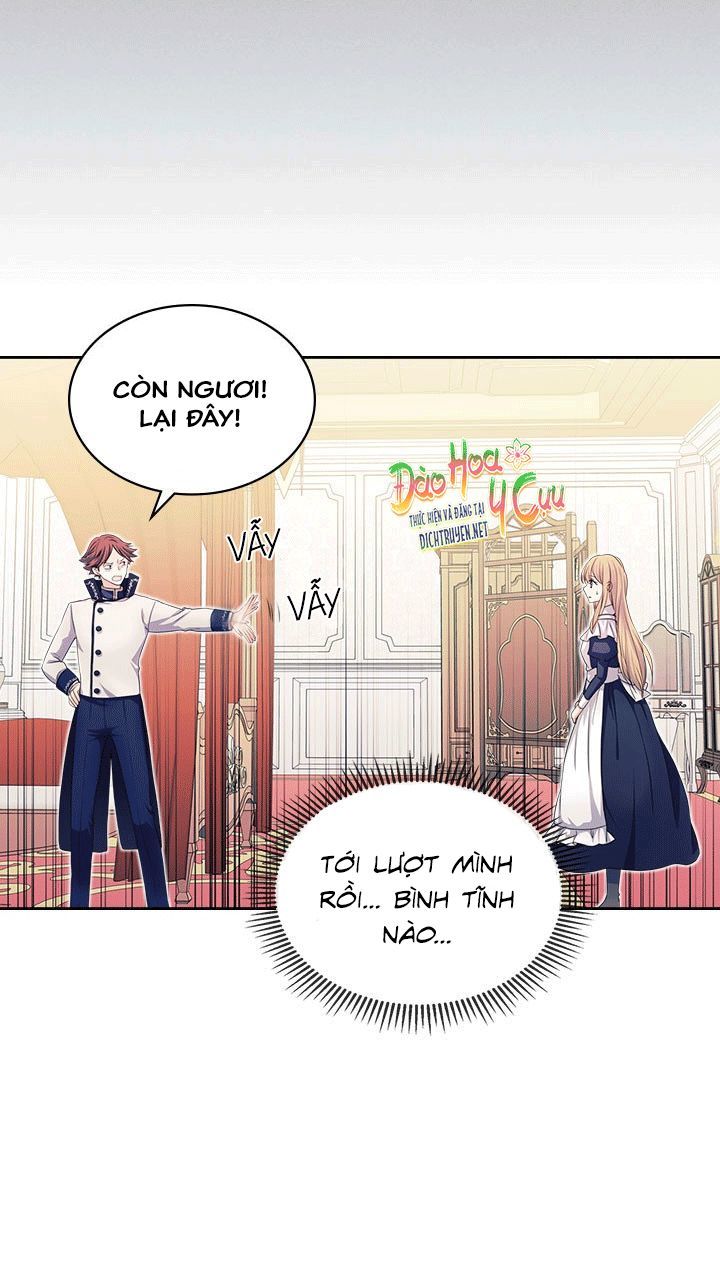 CÒN NGƯƠI!
LẠI ĐÂY!
Đào Hoa
Y Cựu
THỰC HIỆN VÀ ĐĂNG TẠI
DICHTRUYEN.NET
VẪY
VẪY
TỚI LƯỢT MÌNH
RỒI... BÌNH TĨNH
NÀO...